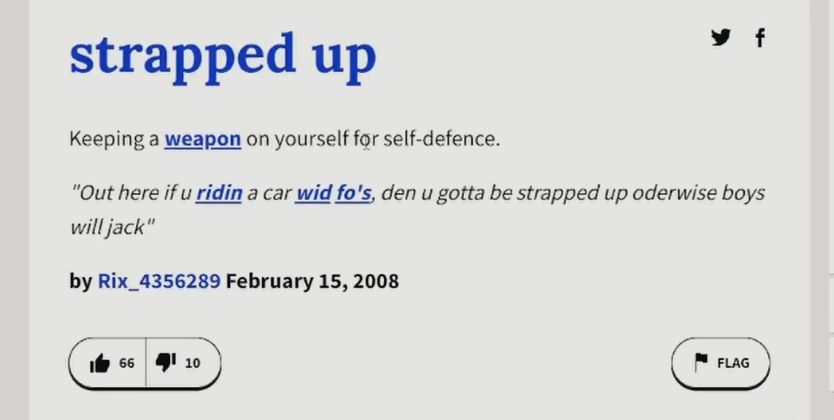 strapped up
Keeping a weapon on yourself for self-defence.
"Out here if u ridin a car wid fo's, den u gotta be strapped up oderwise boys
will jack"
by Rix_4356289 February 15, 2008
66
10
FLAG